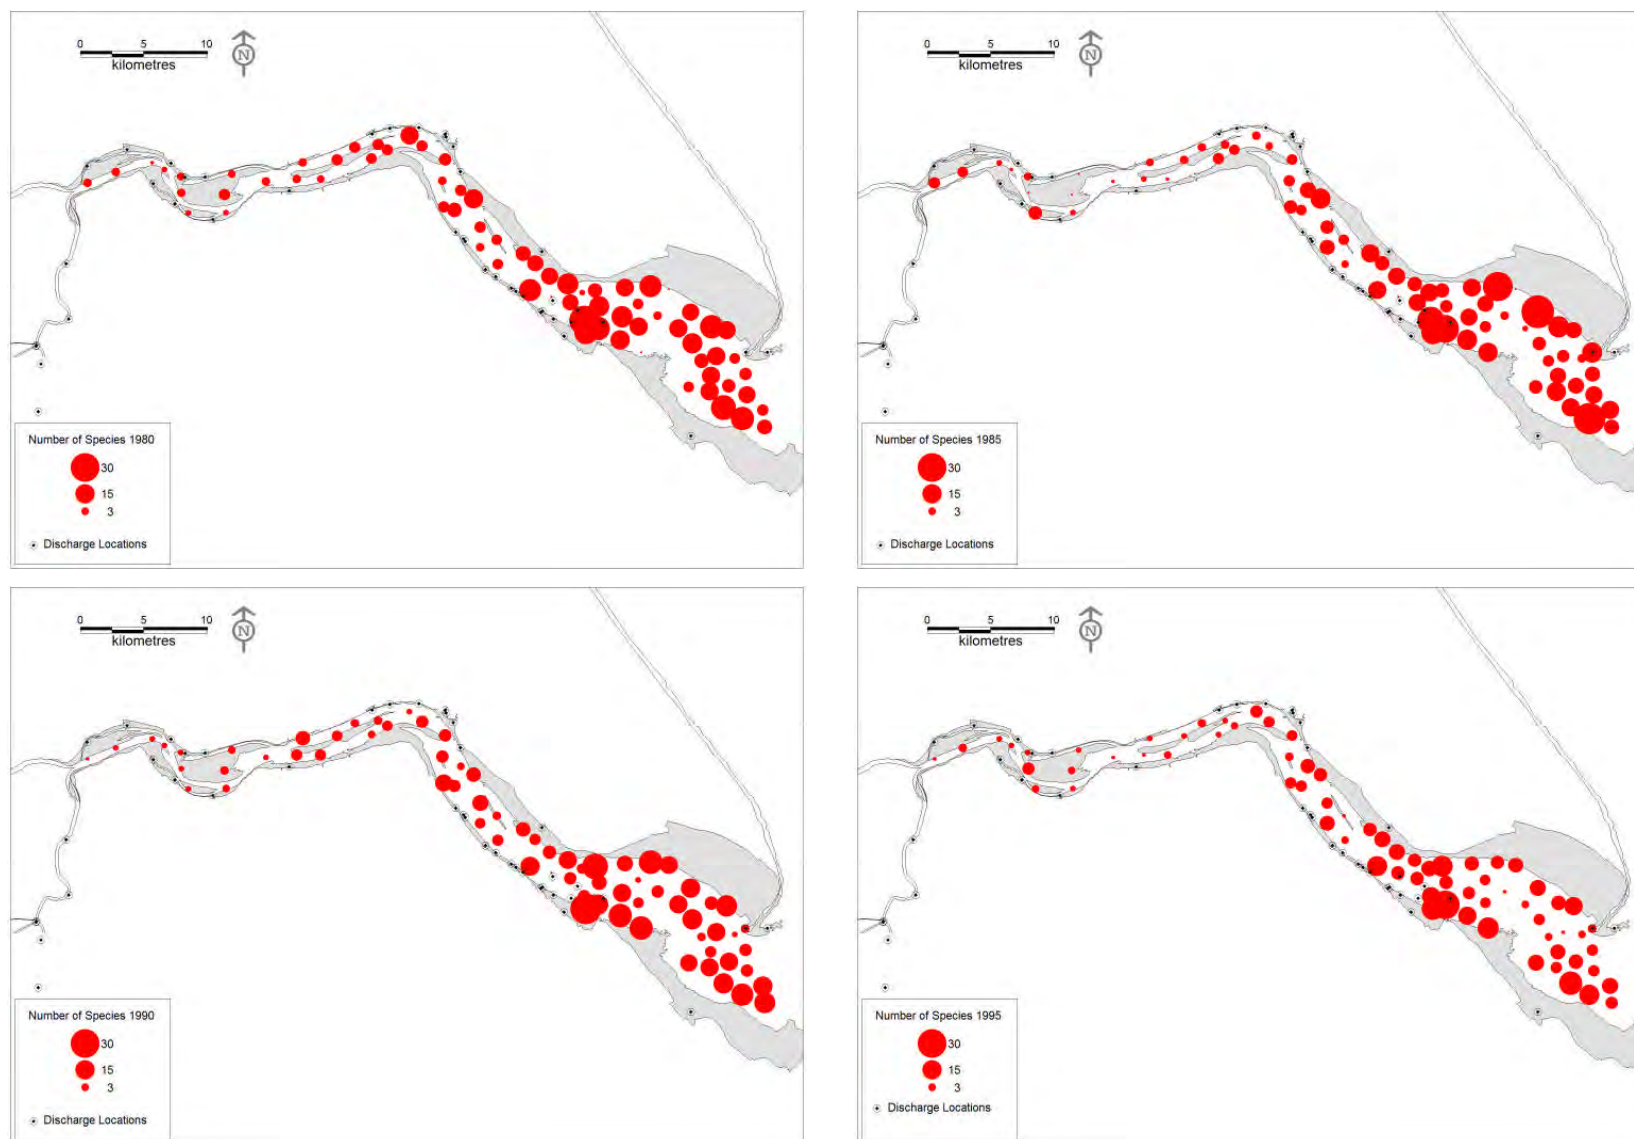 0 5 10
kilometres
N
Number of Species 1980
30
15
3
Discharge Locations
0 5 10
kilometres
N
Number of Species 1985
30
15
3
Discharge Locations
0 5 10
kilometres
N
Number of Species 1990
30
15
3
Discharge Locations
0 5 10
kilometres
N
Number of Species 1995
30
15
3
Discharge Locations